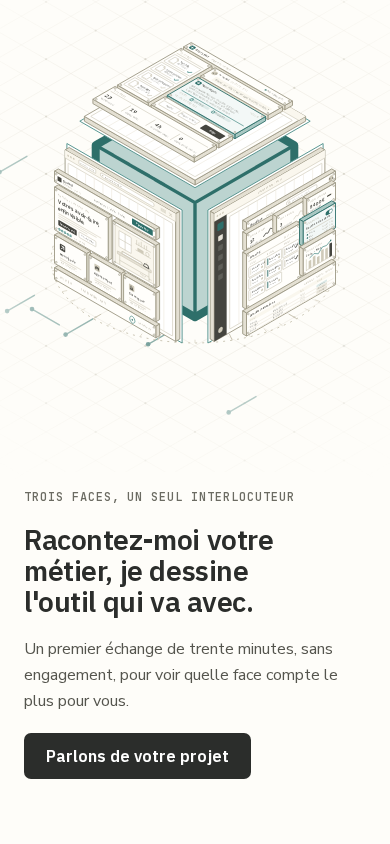 TROIS FACES, UN SEUL INTERLOCUTEUR
Racontez-moi votre
métier, je dessine
l'outil qui va avec.
Un premier échange de trente minutes, sans
engagement, pour voir quelle face compte le
plus pour vous.
Parlons de votre projet